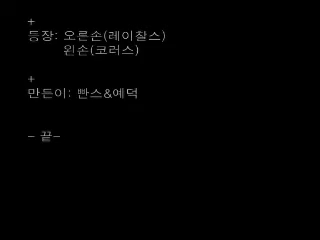 +
등장: 오른손(레이찰스)
왼손(코러스)
+
만든이: 빤스&예덕
- 끝-